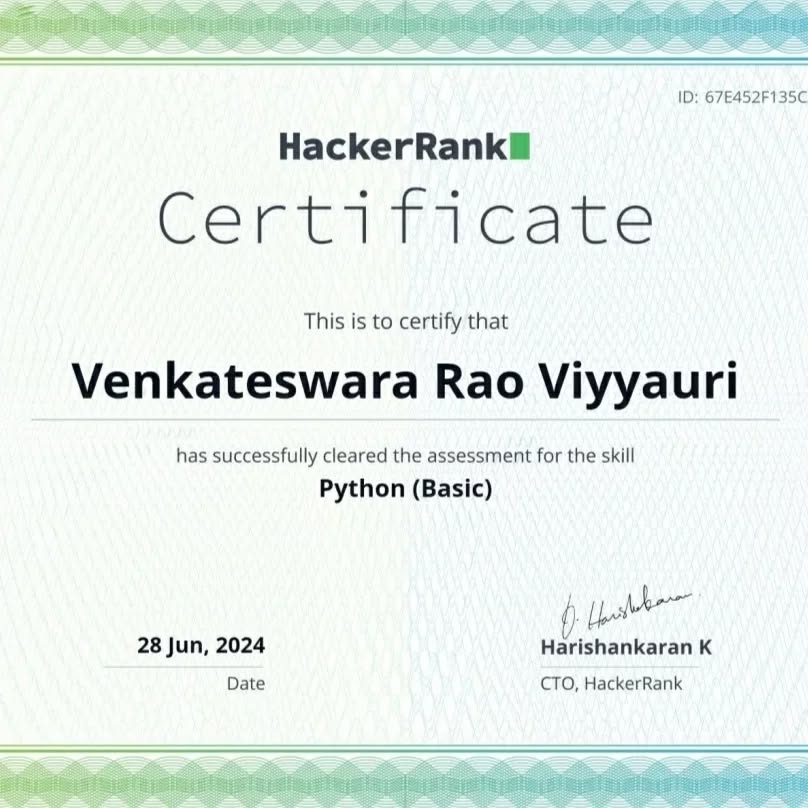 ID: 67E452F135C
HackerRank
Certificate
This is to certify that
Venkateswara Rao Viyyauri
has successfully cleared the assessment for the skill
Python (Basic)
28 Jun, 2024
Date
Harishankaran K
CTO, HackerRank